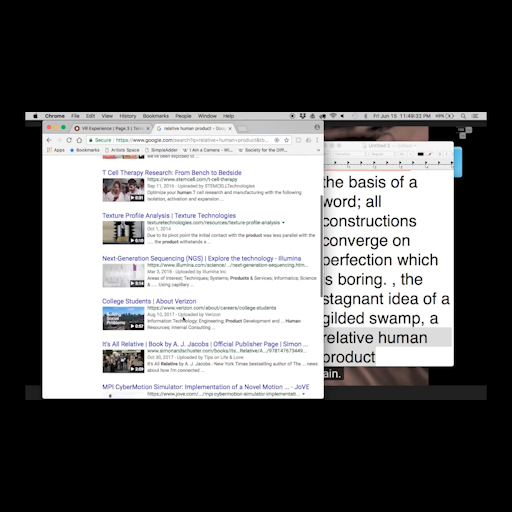 Chrome File Edit View History Bookmarks People Window Help
Fri Jun 15 11:49:32 PM
VR Experience | Page 3 | Tens
relative human product - Goo
Secure https://www.google.com/search?q=relative+human+product&tb
Apps Bookmarks Artists Space SimpleAdder I Am a Camera - Wi... Society for the Diff...
Untitled 2
we've been exposed to ...
T Cell Therapy Research: From Bench to Bedside
https://www.stemcell.com/t-cell-therapy
Sep 11, 2014 - Uploaded by STEMCELLTechnologies
Optimize your human T cell research and manufacturing with the following
isolation, activation and expansion ...
Texture Profile Analysis | Texture Technologies
texturetechnologies.com/resources/texture-profile-analysis
Oct 1, 2014
Due to its pivot point the initial contact with the product was less parallel with the
... the product withstands a ...
Next-Generation Sequencing (NGS) | Explore the technology - Illumina
https://www.illumina.com/science/.../next-generation-sequencing.htm...
Mar 3, 2016 - Uploaded by Illumina Inc
Areas of Interest; Techniques; Systems; Products & Services; Informatics; Science
& ... Using capillary ...
College Students | About Verizon
https://www.verizon.com/about/careers/college-students
Aug 10, 2017 - Uploaded by Verizon
Information Technology; Engineering; Product Development and ... Human
Resources; Internal Consulting ...
It's All Relative | Book by A. J. Jacobs | Official Publisher Page | Simon ...
www.simonandschuster.com/books/Its...Relative/A.../978147673449...
Oct 30, 2017 - Uploaded by Tips on Life & Love
It's All Relative by A. J. Jacobs - New York Times bestselling author of The ... news
about how I'm connected ...
MPI CyberMotion Simulator: Implementation of a Novel Motion ... - JoVE
https://www.jove.com/.../mpi-cybermotion-simulator-implementati...
the basis of a
word; all
constructions
converge on
perfection which
is boring. , the
stagnant idea of a
gilded swamp, a
relative human
product
ain.